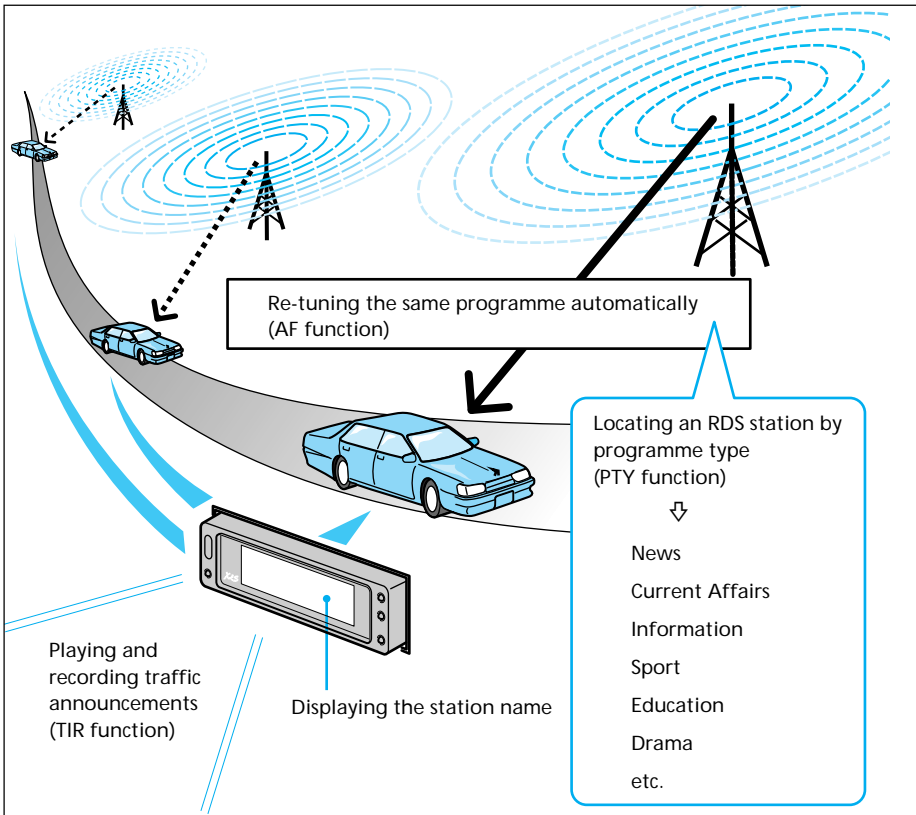 Re-tuning the same programme automatically
(AF function)
Locating an RDS station by
programme type
(PTY function)
News
Current Affairs
Information
Sport
Education
Drama
etc.
Playing and
recording traffic
announcements
(TIR function)
Displaying the station name